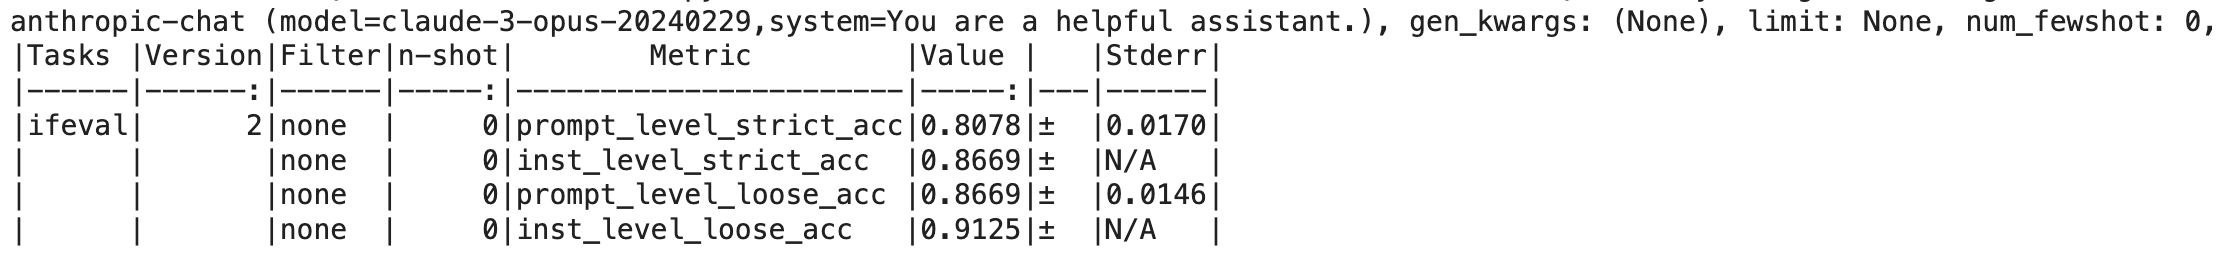 anthropic-chat (model=claude-3-opus-20240229,system=You are a helpful assistant.), gen_kwargs: (None), limit: None, num_fewshot: 0,
|Tasks |Version|Filter|n-shot|        Metric         |Value |   |Stderr|
|------|------:|------|-----:|-----------------------|-----:|---|------|
|ifeval|      2|none  |     0|prompt_level_strict_acc|0.8078|±  |0.0170|
|      |       |none  |     0|inst_level_strict_acc  |0.8669|±  |N/A   |
|      |       |none  |     0|prompt_level_loose_acc |0.8669|±  |0.0146|
|      |       |none  |     0|inst_level_loose_acc   |0.9125|±  |N/A   |